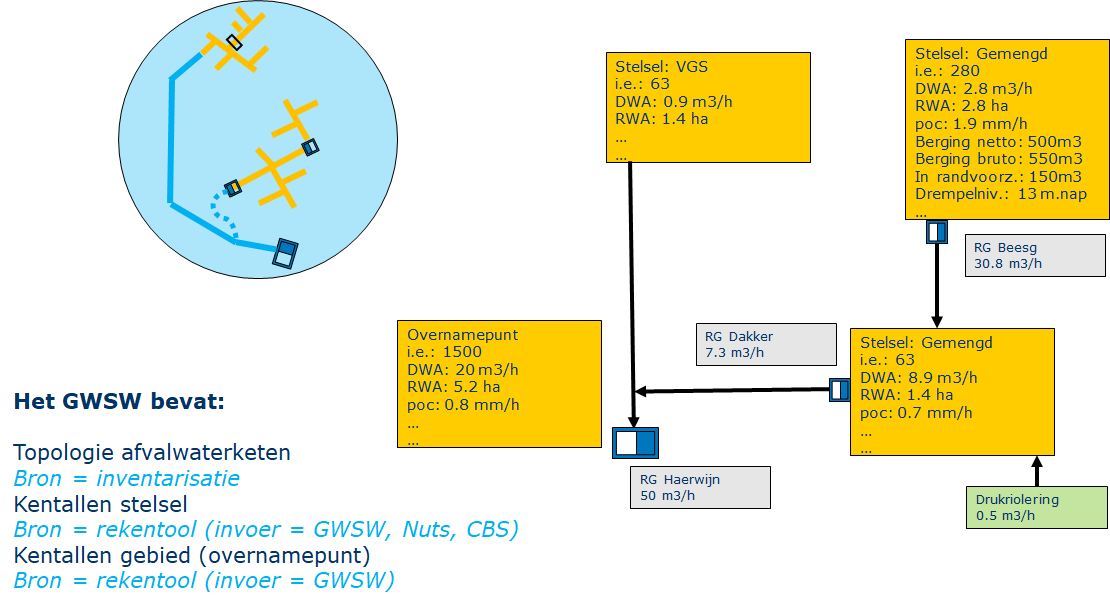 Stelsel: VGS
i.e.: 63
DWA: 0.9 m3/h
RWA: 1.4 ha
...
...
Stelsel: Gemengd
i.e.: 280
DWA: 2.8 m3/h
RWA: 2.8 ha
poc: 1.9 mm/h
Berging netto: 500m3
Berging bruto: 550m3
In randvoorz.: 150m3
Drempelniv.: 13 m.nap
...
RG Beesg
30.8 m3/h
Overnamepunt
i.e.: 1500
DWA: 20 m3/h
RWA: 5.2 ha
poc: 0.8 mm/h
...
...
RG Dakker
7.3 m3/h
Stelsel: Gemengd
i.e.: 63
DWA: 8.9 m3/h
RWA: 1.4 ha
poc: 0.7 mm/h
...
...
RG Haerwijn
50 m3/h
Drukriolering
0.5 m3/h
Het GWSW bevat:
Topologie afvalwaterketen
Bron = inventarisatie
Kentallen stelsel
Bron = rekentool (invoer = GWSW, Nuts, CBS)
Kentallen gebied (overnamepunt)
Bron = rekentool (invoer = GWSW)